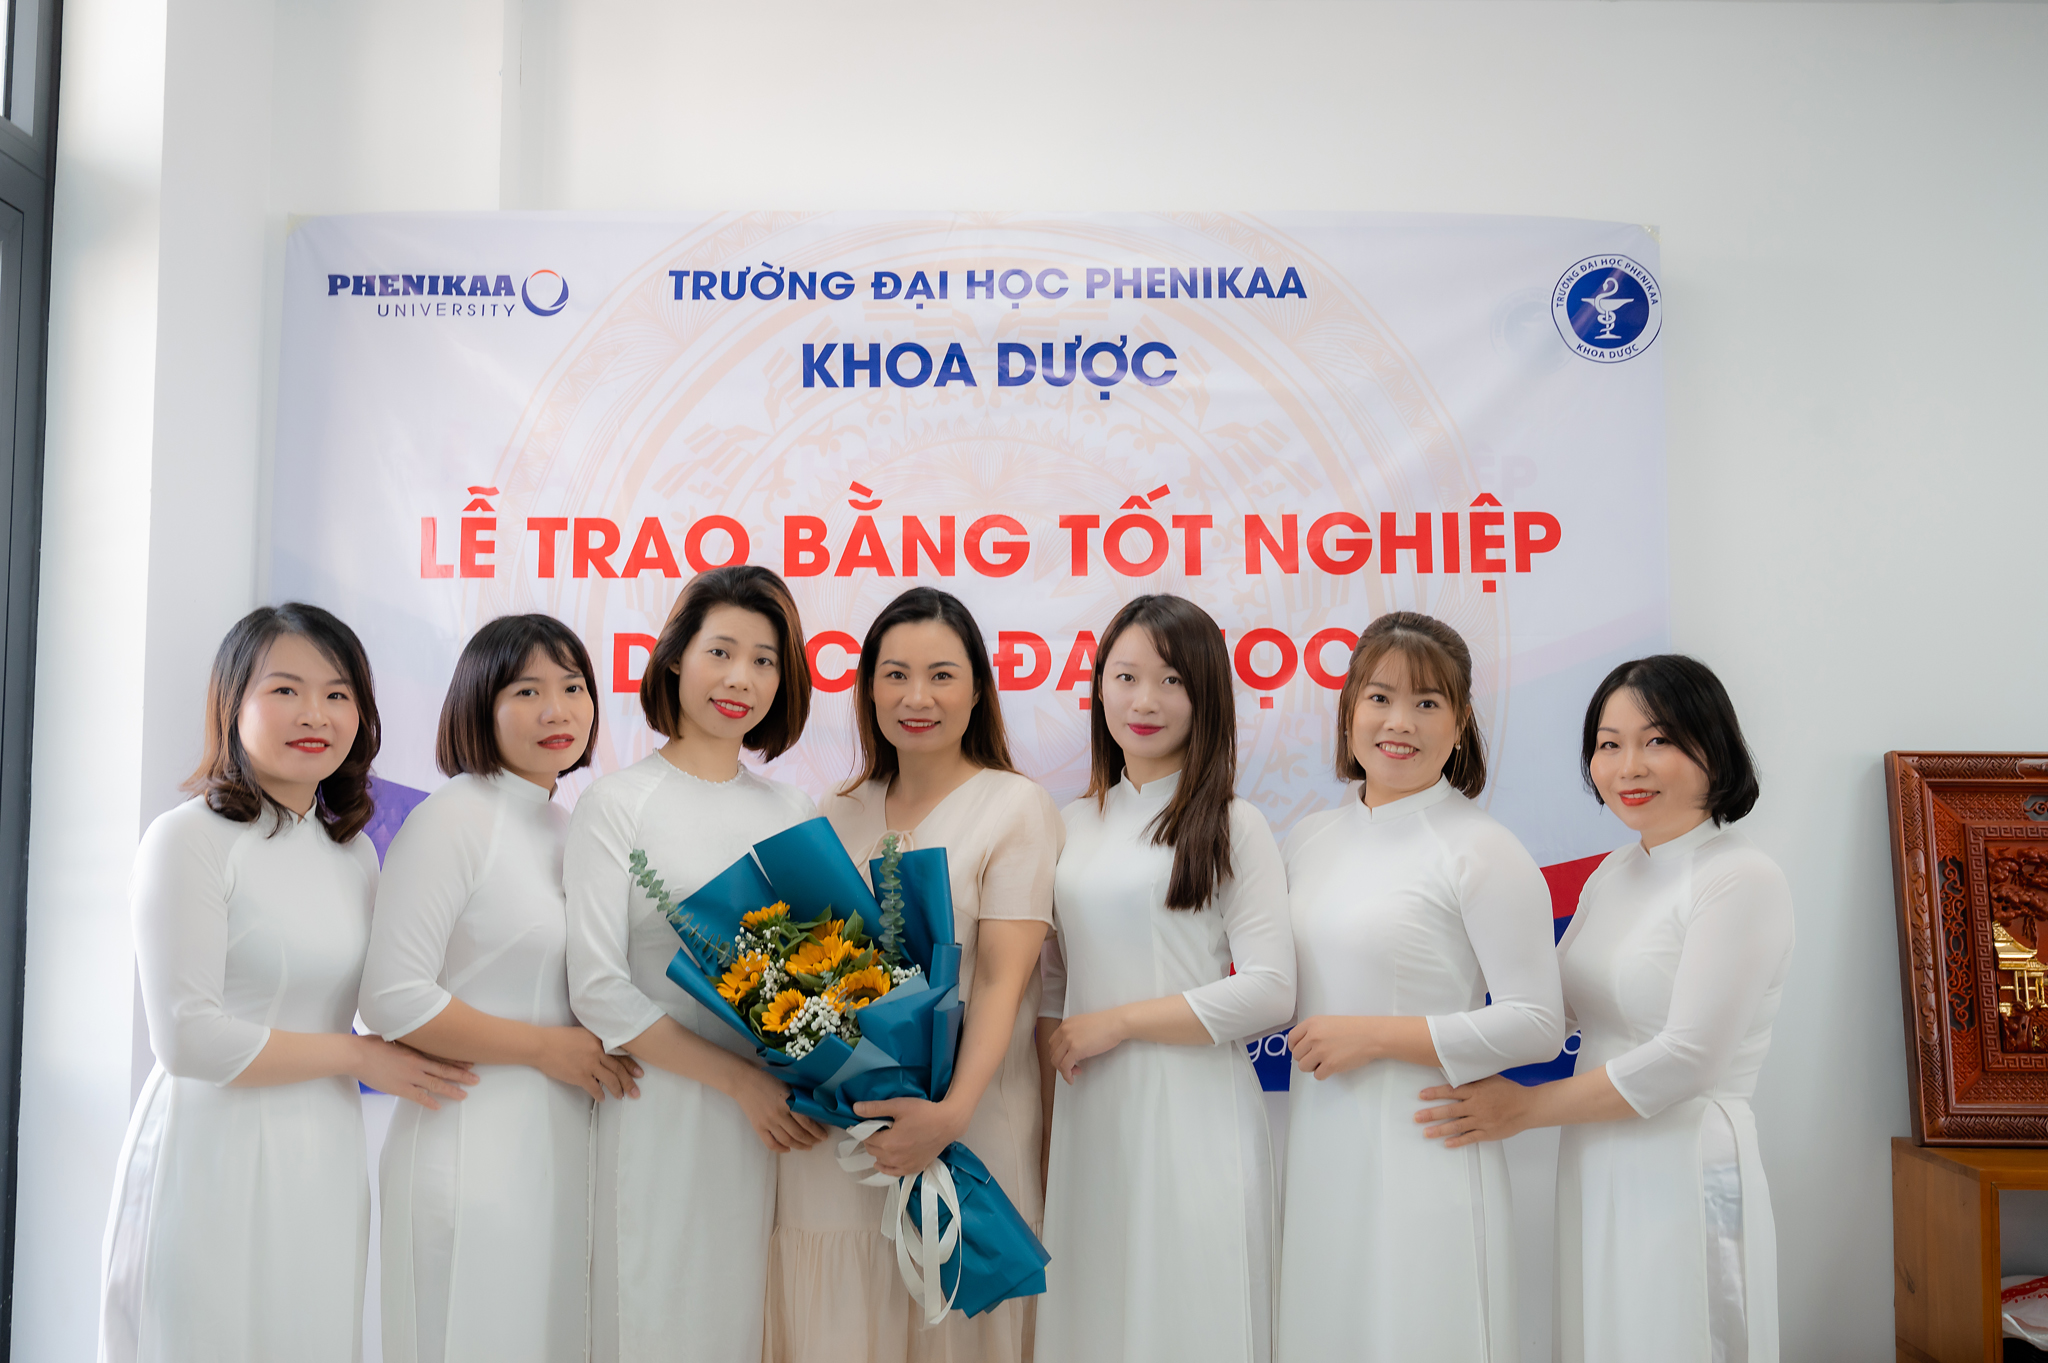 PHENIKAA
UNIVERSITY
TRƯỜNG ĐẠI HỌC PHENIKAA
KHOA DƯỢC
TRƯỜNG ĐẠI HỌC PHENIKAA
KHOA DƯỢC
LỄ TRAO BẰNG TỐT NGHIỆP